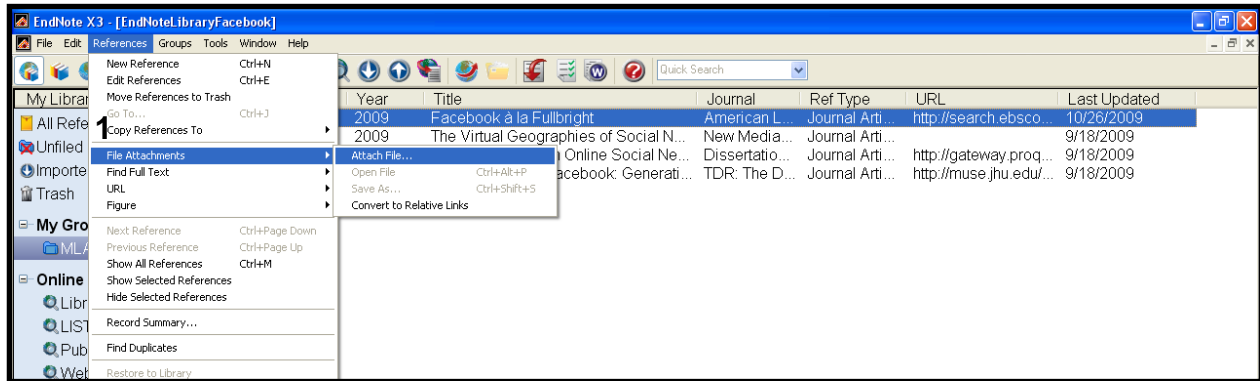 EndNote X3 - [EndNoteLibraryFacebook]
File Edit References Groups Tools Window Help
Quick Search
New Reference Ctrl+N
Edit References Ctrl+E
Move References to Trash
Go To... Ctrl+J
1
Copy References To
File Attachments
Find Full Text
URL
Figure
Next Reference Ctrl+Page Down
Previous Reference Ctrl+Page Up
Show All References Ctrl+M
Show Selected References
Hide Selected References
Record Summary...
Find Duplicates
Restore to Library
Attach File...
Open File Ctrl+Alt+P
Save As... Ctrl+Shift+S
Convert to Relative Links
My Librar
All Refe
Unfiled
Importe
Trash
My Gro
MLA
Online
Libr
LIST
Pub
Web
Year Title Journal Ref Type URL Last Updated
2009 Facebook à la Fullbright American L... Journal Arti... http://search.ebsco... 10/26/2009
2009 The Virtual Geographies of Social N... New Media... Journal Arti... 9/18/2009
Online Social Ne... Dissertatio... Journal Arti... http://gateway.proq... 9/18/2009
acebook: Generati... TDR: The D... Journal Arti... http://muse.jhu.edu/... 9/18/2009